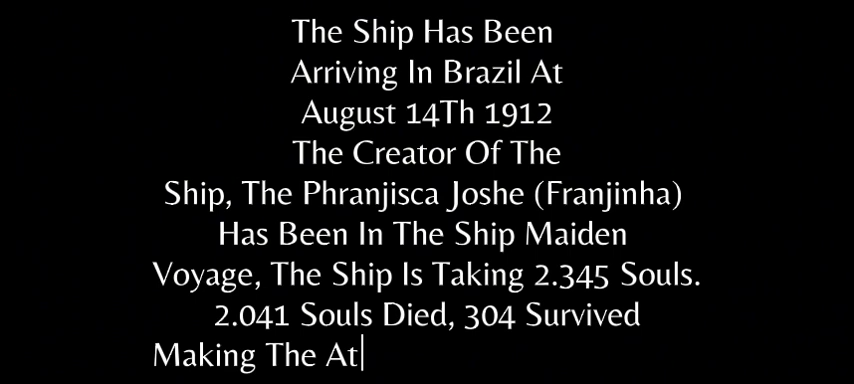 The Ship Has Been
Arriving In Brazil At
August 14Th 1912
The Creator Of The
Ship, The Phranjisca Joshe (Franjinha)
Has Been In The Ship Maiden
Voyage, The Ship Is Taking 2.345 Souls.
2.041 Souls Died, 304 Survived
Making The At